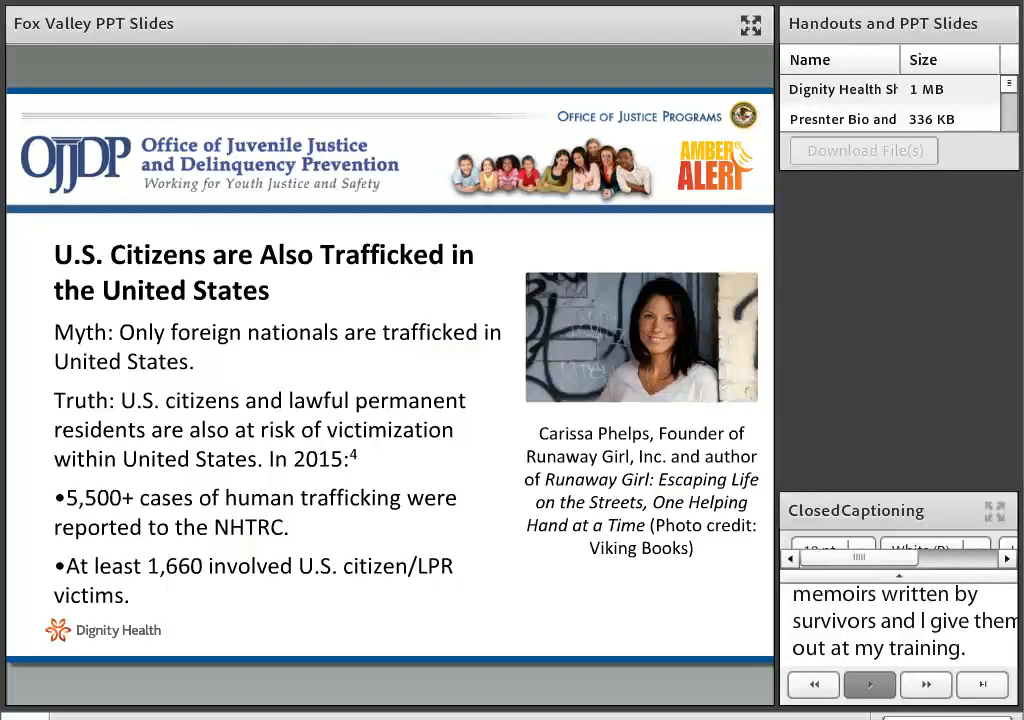 Fox Valley PPT Slides
OFFICE OF JUSTICE PROGRAMS
OJJDP
Office of Juvenile Justice
and Delinquency Prevention
Working for Youth Justice and Safety
AMBER
ALERT
U.S. Citizens are Also Trafficked in
the United States
Myth: Only foreign nationals are trafficked in
United States.
Truth: U.S. citizens and lawful permanent
residents are also at risk of victimization
within United States. In 2015:4
•5,500+ cases of human trafficking were
reported to the NHTRC.
•At least 1,660 involved U.S. citizen/LPR
victims.
Dignity Health
Carissa Phelps, Founder of
Runaway Girl, Inc. and author
of Runaway Girl: Escaping Life
on the Streets, One Helping
Hand at a Time (Photo credit:
Viking Books)
Handouts and PPT Slides
Name Size
Dignity Health Sh 1 MB
Presnter Bio and 336 KB
Download File(s)
ClosedCaptioning
memoirs written by
survivors and I give them
out at my training.